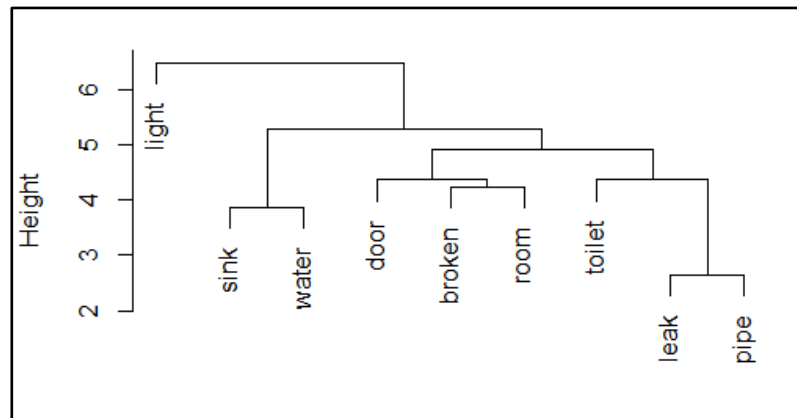 Height
6
5
4
3
2
light
sink
water
door
broken
room
toilet
leak
pipe